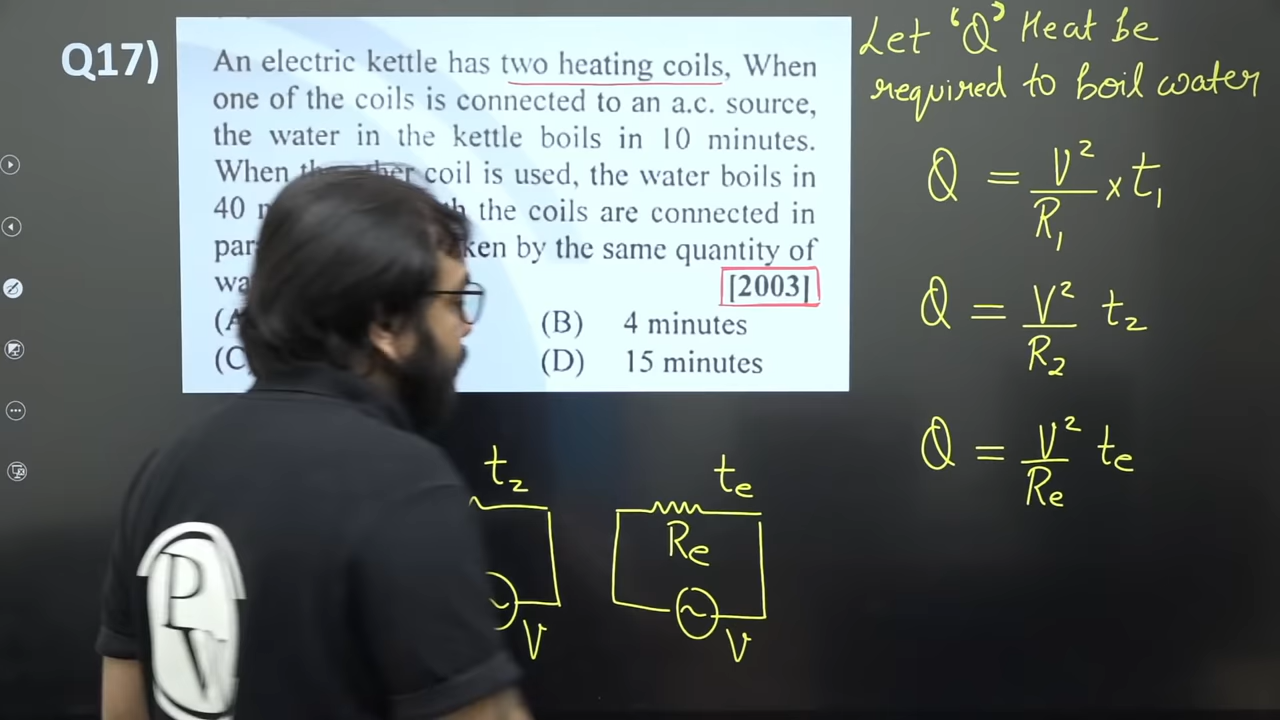 Q17)
An electric kettle has two heating coils, When
one of the coils is connected to an a.c. source,
the water in the kettle boils in 10 minutes.
When coil is used, the water boils in
40 the coils are connected in
by the same quantity of
[2003]
(B) 4 minutes
(D) 15 minutes
Let "Q" Heat be
required to boil water
Q = V²/R₁ × t₁
Q = V²/R₂ t₂
Q = V²/Rₑ tₑ
t₂
tₑ
Rₑ
V
V
P
W